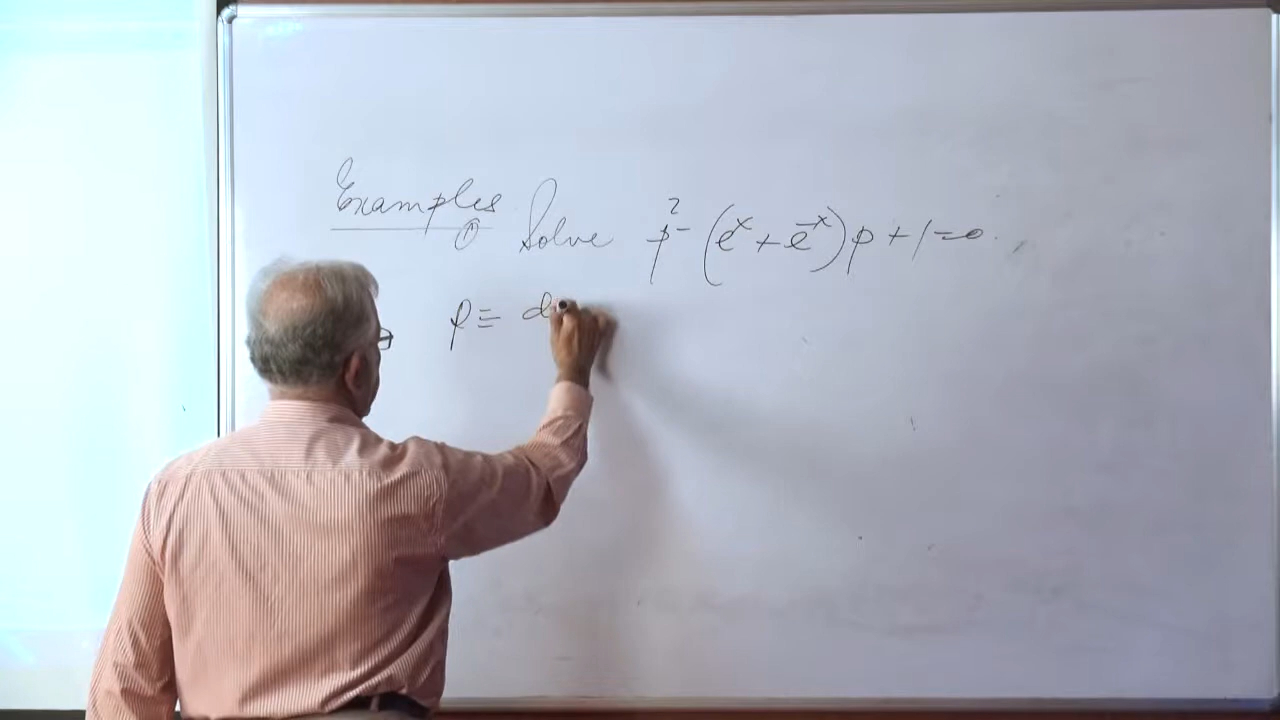 Examples ① Solve p² - (eˣ + e⁻ˣ) p + 1 = 0.
p ≡ d